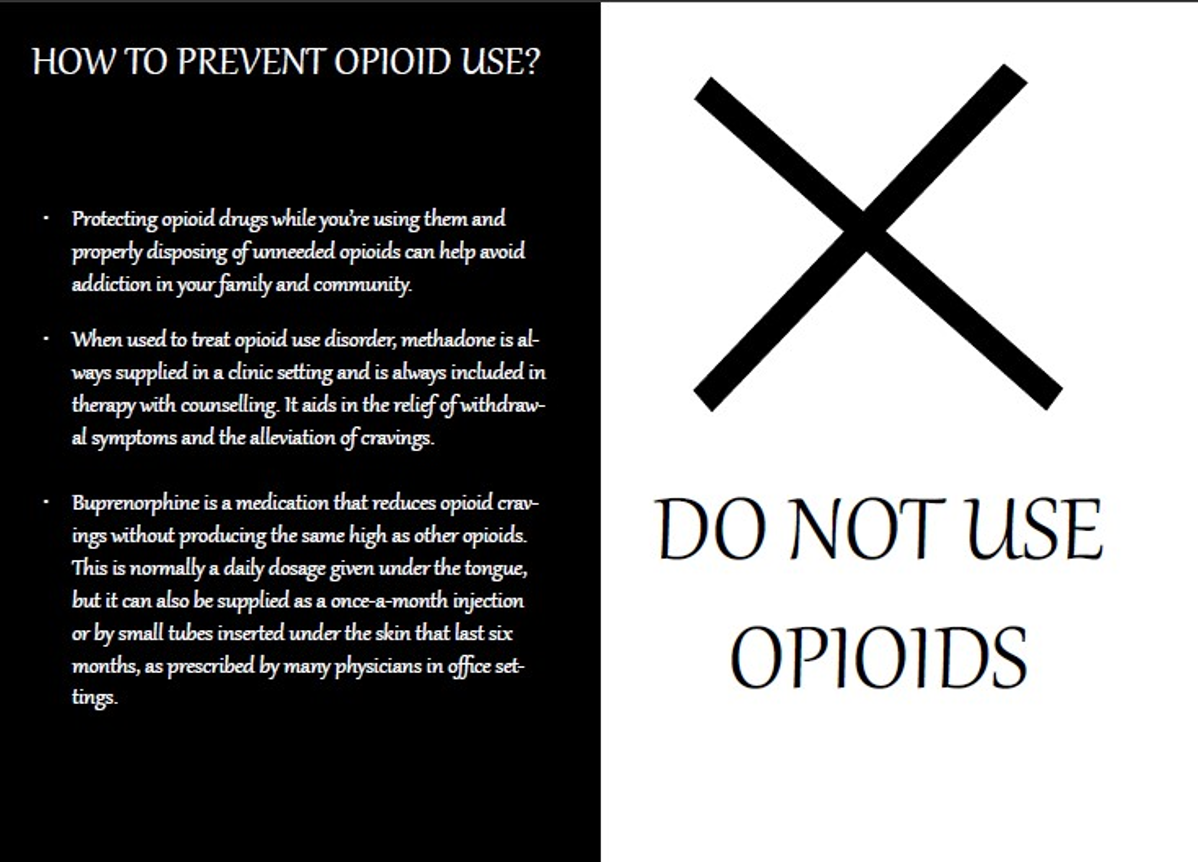 HOW TO PREVENT OPIOID USE?
· Protecting opioid drugs while you're using them and
properly disposing of unneeded opioids can help avoid
addiction in your family and community.
· When used to treat opioid use disorder, methadone is al-
ways supplied in a clinic setting and is always included in
therapy with counselling. It aids in the relief of withdraw-
al symptoms and the alleviation of cravings.
· Buprenorphine is a medication that reduces opioid crav-
ings without producing the same high as other opioids.
This is normally a daily dosage given under the tongue,
but it can also be supplied as a once-a-month injection
or by small tubes inserted under the skin that last six
months, as prescribed by many physicians in office set-
tings.
DO NOT USE
OPIOIDS